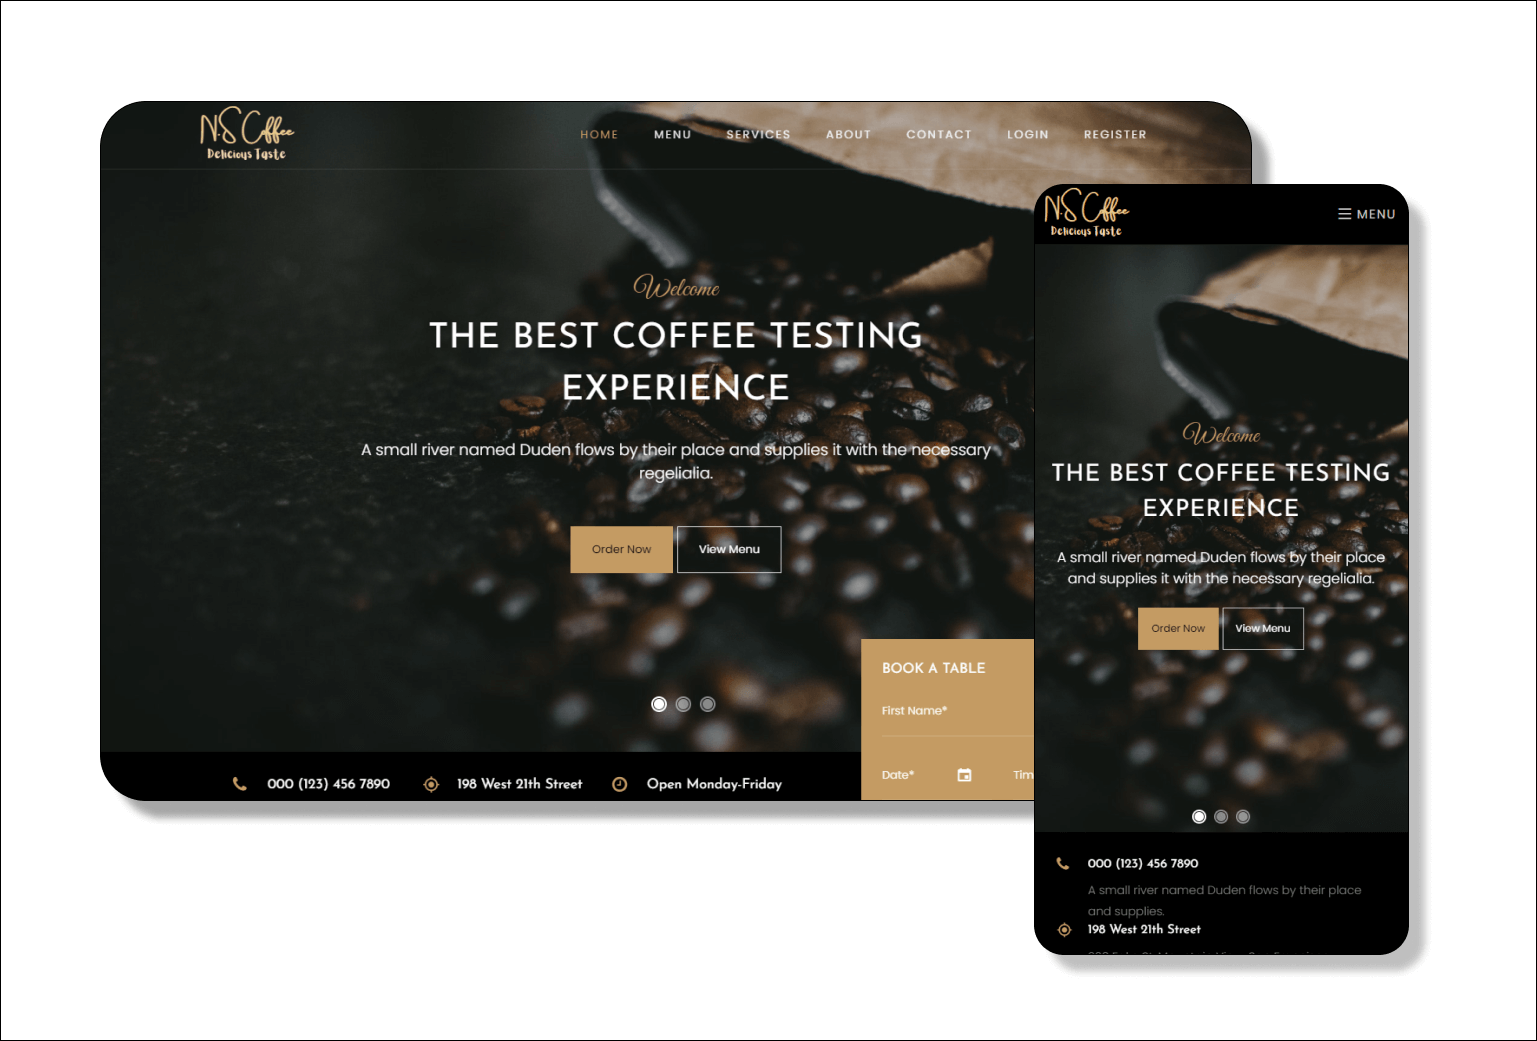 N.S Coffee
Delicious Taste
HOME MENU SERVICES ABOUT CONTACT LOGIN REGISTER
Welcome
THE BEST COFFEE TESTING
EXPERIENCE
A small river named Duden flows by their place and supplies it with the necessary
regelialia.
Order Now View Menu
BOOK A TABLE
First Name*
Date* Tim
000 (123) 456 7890 198 West 21th Street Open Monday-Friday
N.S Coffee
Delicious Taste
MENU
Welcome
THE BEST COFFEE TESTING
EXPERIENCE
A small river named Duden flows by their place
and supplies it with the necessary regelialia.
Order Now View Menu
000 (123) 456 7890
A small river named Duden flows by their place
and supplies.
198 West 21th Street